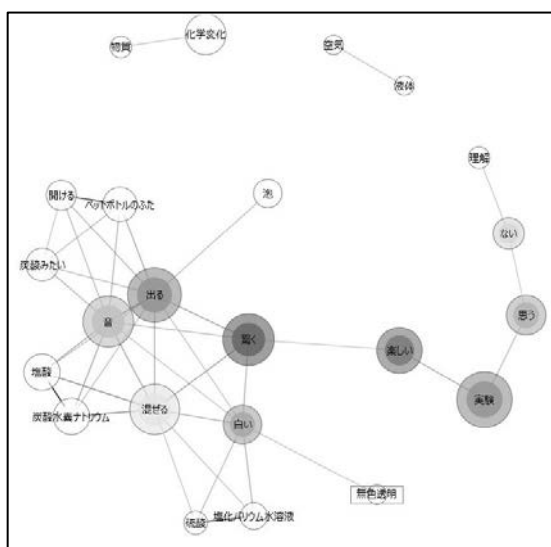 化学変化
物質
空気
液体
理解
開ける
ペットボトルのふた
泡
ない
炭酸みたい
出る
音
思う
驚く
楽しい
塩酸
実験
炭酸水素ナトリウム
混ぜる
白い
無色透明
硫酸
塩化バリウム水溶液